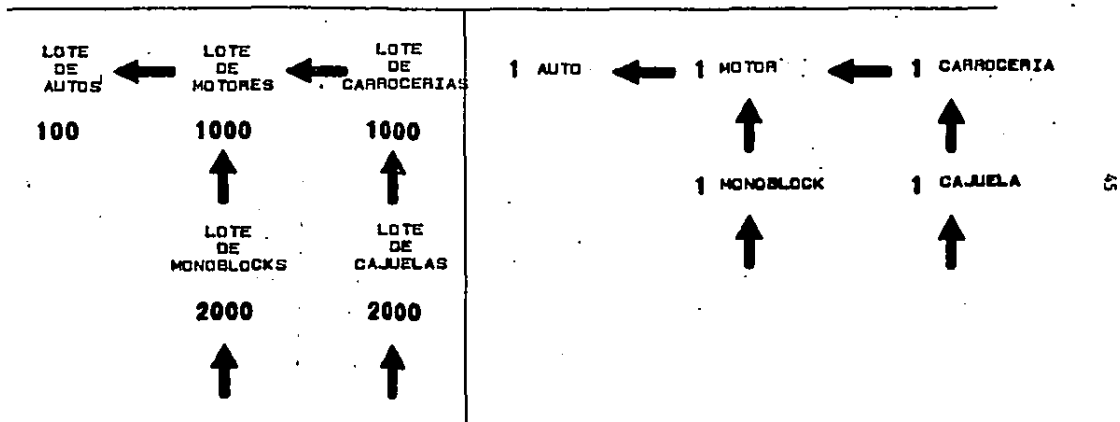 LOTE
DE
AUTOS
100
LOTE
DE
MOTORES
1000
LOTE
DE
CARROCERIAS
1000
LOTE
DE
MONOBLOCKS
2000
LOTE
DE
CAJUELAS
2000
1 AUTO
1 MOTOR
1 CARROCERIA
1 MONOBLOCK
1 CAJUELA
45